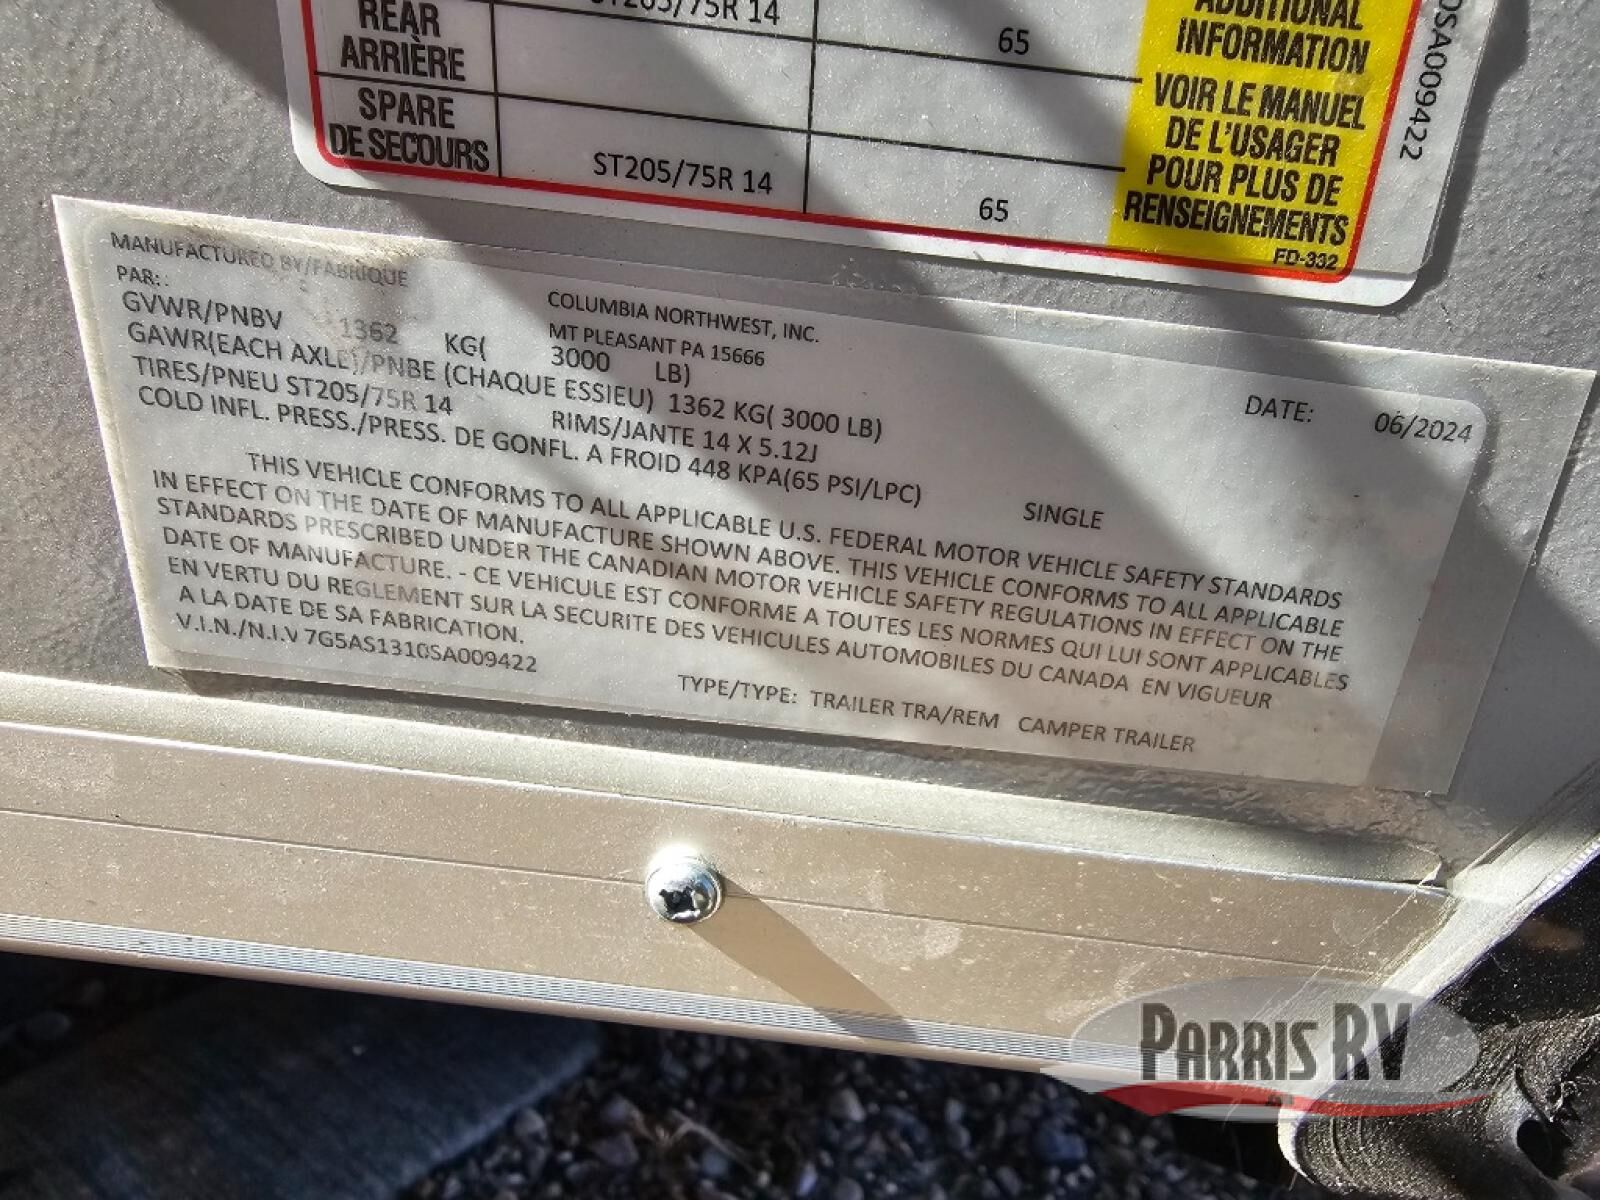 REAR
ARRIÈRE
ST205/75R 14
65
SPARE
DE SECOURS
ST205/75R 14
65
ADDITIONAL
INFORMATION
VOIR LE MANUEL
DE L'USAGER
POUR PLUS DE
RENSEIGNEMENTS
FD-332
SA009422
MANUFACTURED BY/FABRIQUE
PAR: :
COLUMBIA NORTHWEST, INC.
MT PLEASANT PA 15666
DATE: 06/2024
GVWR/PNBV 1362 KG( 3000 LB)
GAWR(EACH AXLE)/PNBE (CHAQUE ESSIEU) 1362 KG( 3000 LB)
TIRES/PNEU ST205/75R 14 RIMS/JANTE 14 X 5.12J
COLD INFL. PRESS./PRESS. DE GONFL. A FROID 448 KPA(65 PSI/LPC) SINGLE
THIS VEHICLE CONFORMS TO ALL APPLICABLE U.S. FEDERAL MOTOR VEHICLE SAFETY STANDARDS
IN EFFECT ON THE DATE OF MANUFACTURE SHOWN ABOVE. THIS VEHICLE CONFORMS TO ALL APPLICABLE
STANDARDS PRESCRIBED UNDER THE CANADIAN MOTOR VEHICLE SAFETY REGULATIONS IN EFFECT ON THE
DATE OF MANUFACTURE. - CE VEHICULE EST CONFORME A TOUTES LES NORMES QUI LUI SONT APPLICABLES
EN VERTU DU REGLEMENT SUR LA SECURITE DES VEHICULES AUTOMOBILES DU CANADA EN VIGUEUR
A LA DATE DE SA FABRICATION.
V.I.N./N.I.V 7G5AS1310SA009422
TYPE/TYPE: TRAILER TRA/REM CAMPER TRAILER
PARRIS RV